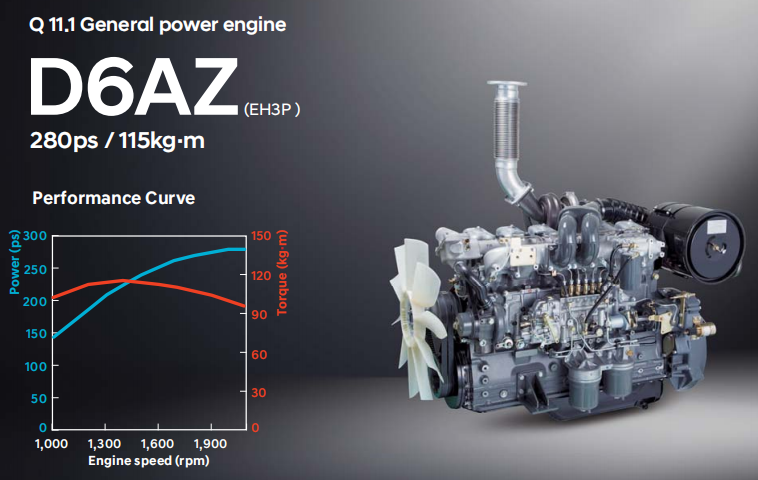 Q 11.1 General power engine
D6AZ (EH3P )
280ps / 115kg·m
Performance Curve
Power (ps)
300
250
200
150
100
50
0
150
120
90
60
30
0
Torque (kg·m)
1,000 1,300 1,600 1,900
Engine speed (rpm)